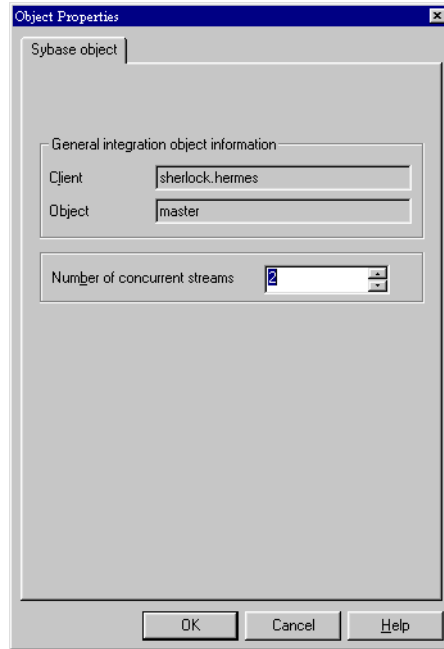 Object Properties
Sybase object
General integration object information
Client sherlock.hermes
Object master
Number of concurrent streams 2
OK Cancel Help